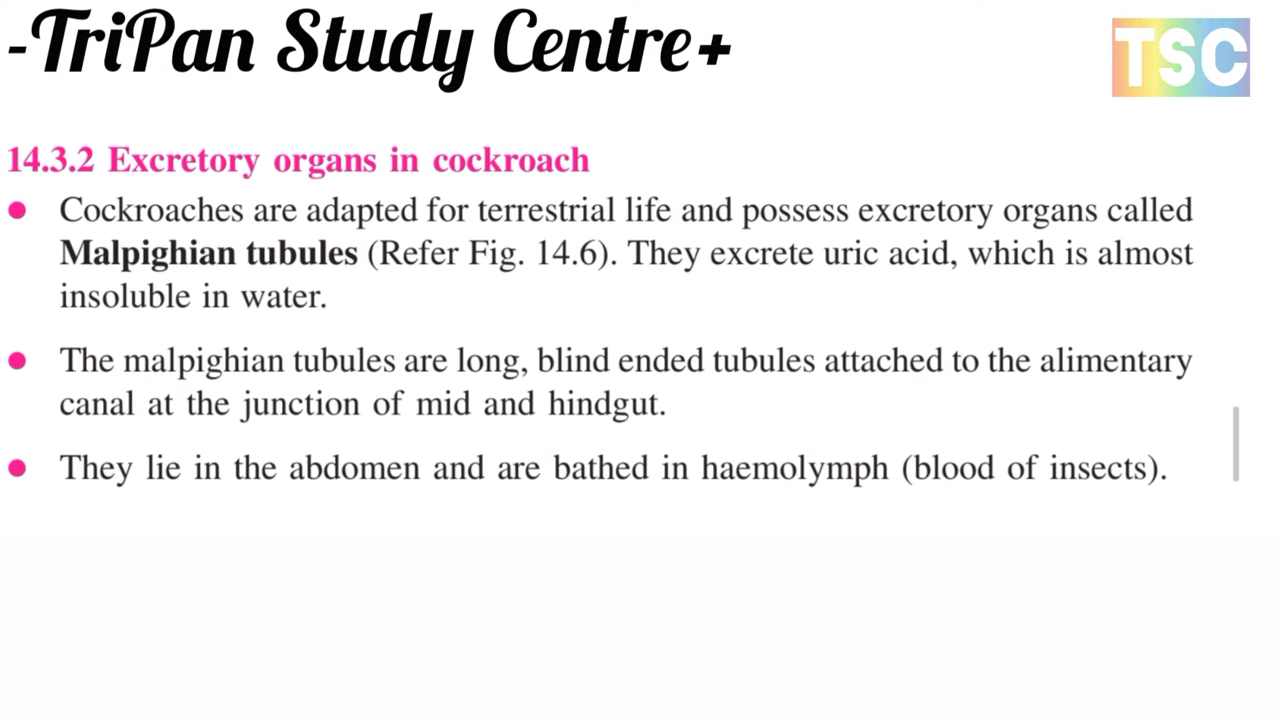 -TriPan Study Centre+
TSC
14.3.2 Excretory organs in cockroach
● Cockroaches are adapted for terrestrial life and possess excretory organs called
Malpighian tubules (Refer Fig. 14.6). They excrete uric acid, which is almost
insoluble in water.
● The malpighian tubules are long, blind ended tubules attached to the alimentary
canal at the junction of mid and hindgut.
● They lie in the abdomen and are bathed in haemolymph (blood of insects).